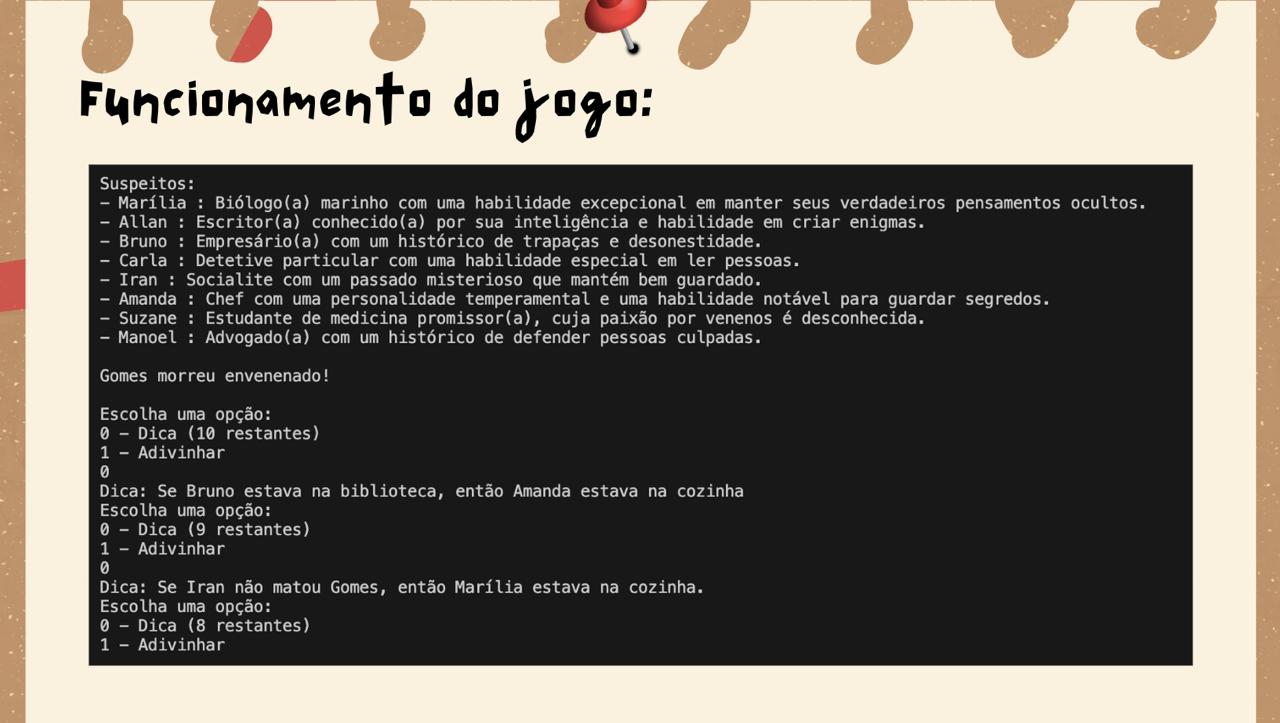 Funcionamento do jogo:
Suspeitos:
- Marília : Biólogo(a) marinho com uma habilidade excepcional em manter seus verdadeiros pensamentos ocultos.
- Allan : Escritor(a) conhecido(a) por sua inteligência e habilidade em criar enigmas.
- Bruno : Empresário(a) com um histórico de trapaças e desonestidade.
- Carla : Detetive particular com uma habilidade especial em ler pessoas.
- Iran : Socialite com um passado misterioso que mantém bem guardado.
- Amanda : Chef com uma personalidade temperamental e uma habilidade notável para guardar segredos.
- Suzane : Estudante de medicina promissor(a), cuja paixão por venenos é desconhecida.
- Manoel : Advogado(a) com um histórico de defender pessoas culpadas.
Gomes morreu envenenado!
Escolha uma opção:
0 - Dica (10 restantes)
1 - Adivinhar
0
Dica: Se Bruno estava na biblioteca, então Amanda estava na cozinha
Escolha uma opção:
0 - Dica (9 restantes)
1 - Adivinhar
0
Dica: Se Iran não matou Gomes, então Marília estava na cozinha.
Escolha uma opção:
0 - Dica (8 restantes)
1 - Adivinhar